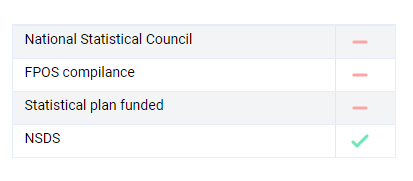 National Statistical Council
FPOS compilance
Statistical plan funded
NSDS